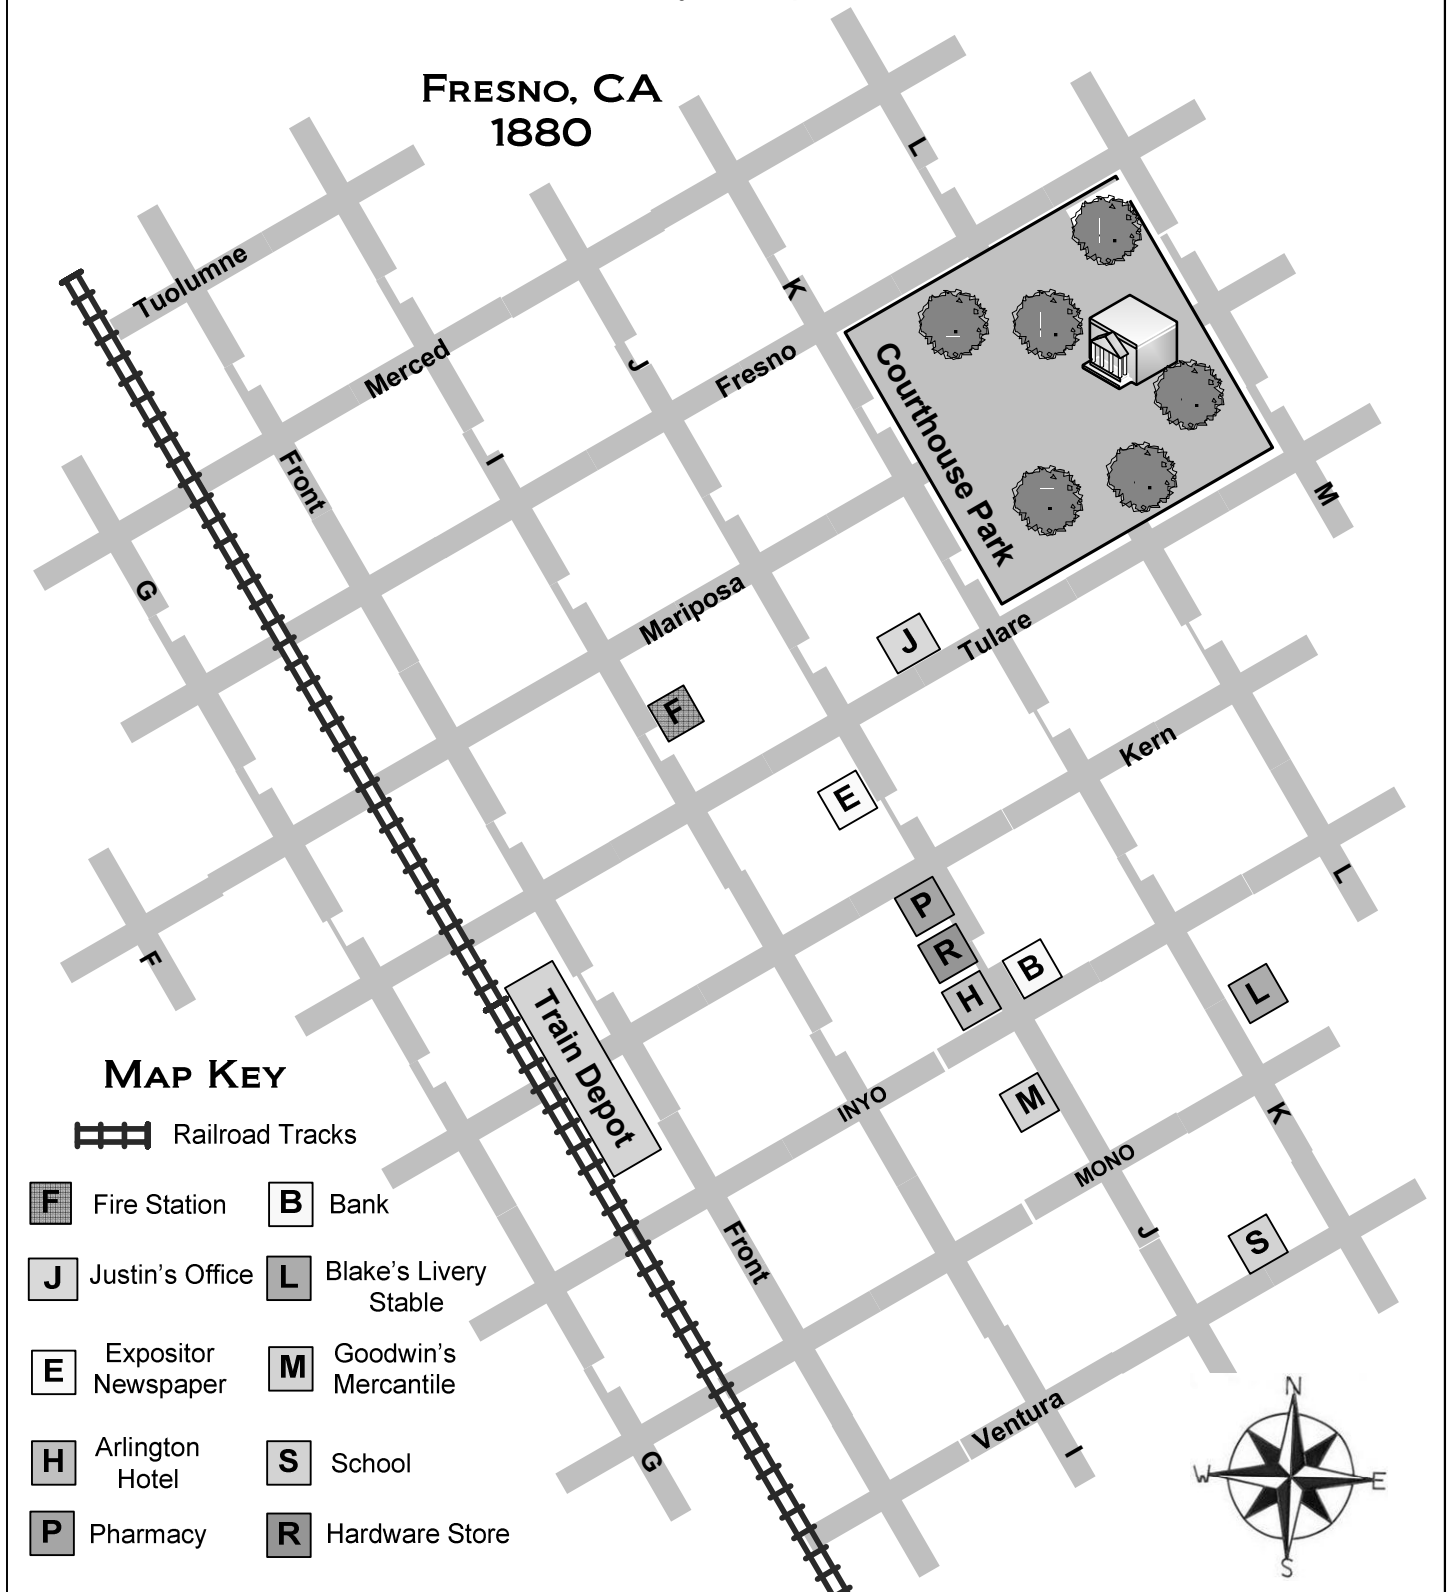 FRESNO, CA
1880
L
Tuolumne
K
Merced
J
Fresno
Courthouse Park
Front
I
M
G
Mariposa
J
Tulare
F
Kern
E
L
P
R
B
H
L
F
Train Depot
INYO
M
K
MONO
J
S
Front
Ventura
I
G
MAP KEY
Railroad Tracks
F Fire Station
B Bank
J Justin's Office
L Blake's Livery
Stable
E Expositor
Newspaper
M Goodwin's
Mercantile
H Arlington
Hotel
S School
P Pharmacy
R Hardware Store
N
W
E
S